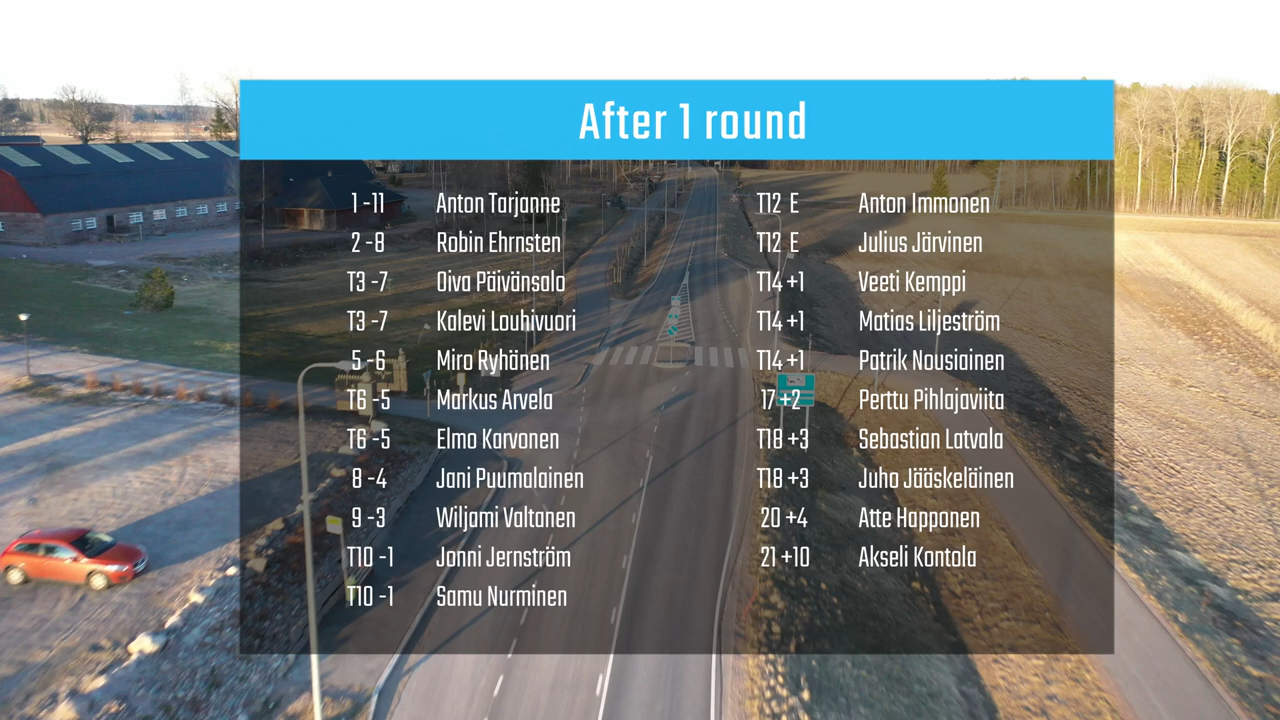 After 1 round
1 -11 Anton Tarjanne
2 -8 Robin Ehrnsten
T3 -7 Oiva Päivänsalo
T3 -7 Kalevi Louhivuori
5 -6 Miro Ryhänen
T6 -5 Markus Arvela
T6 -5 Elmo Karvonen
8 -4 Jani Puumalainen
9 -3 Wiljami Valtanen
T10 -1 Jonni Jernström
T10 -1 Samu Nurminen
T12 E Anton Immonen
T12 E Julius Järvinen
T14 +1 Veeti Kemppi
T14 +1 Matias Liljeström
T14 +1 Patrik Nousiainen
17 +2 Perttu Pihlajaviita
T18 +3 Sebastian Latvala
T18 +3 Juho Jääskeläinen
20 +4 Atte Happonen
21 +10 Akseli Kantala